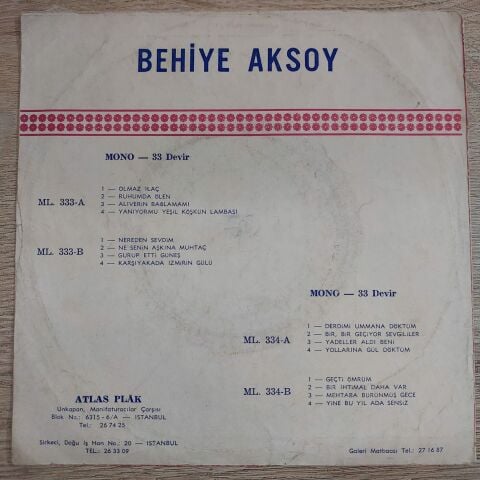 BEHİYE AKSOY
MONO — 33 Devir
ML. 333-A
1 — OLMAZ İLAÇ
2 — RUHUMDA ÖLEN
3 — ALIVERIN BAĞLAMAMI
4 — YANIYORMU YEŞİL KÖŞKÜN LAMBASI
ML. 333-B
1 — NEREDEN SEVDİM
2 — NE SENİN AŞKINA MUHTAÇ
3 — GURUP ETTİ GÜNEŞ
4 — KARŞIYAKADA İZMİRİN GÜLÜ
MONO — 33 Devir
ML. 334-A
1 — DERDİMİ UMMANA DÖKTÜM
2 — BİR, BİR GEÇİYOR SEVGİLİLER
3 — YADELLER ALDI BENİ
4 — YOLLARINA GÜL DÖKTÜM
ML. 334-B
1 — GEÇTİ ÖMRÜM
2 — BİR İHTİMAL DAHA VAR
3 — MEHTABA BÜRÜNMÜŞ GECE
4 — YİNE BU YIL ADA SENSİZ
ATLAS PLÂK
Unkapan, Manifaturacılar Çarşısı
Blok No.: 6315 - 6/A — İSTANBUL
Tel.: 26 74 25
Sirkeci, Doğu İş Han No.: 20 — İSTANBUL
TEL.: 26 33 09
Galeri Matbaası Tel.: 27 16 87